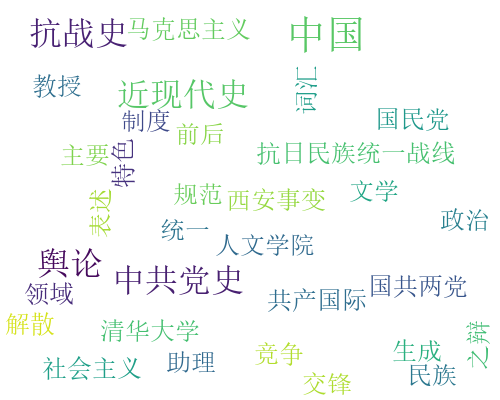 抗战史
马克思主义
中国
教授
近现代史
词汇
制度
前后
国民党
主要
特色
抗日民族统一战线
规范
西安事变
文学
表述
统一
人文学院
政治
舆论
中共党史
领域
共产国际
国共两党
解散
清华大学
社会主义
助理
竞争
生成
之辩
交锋
民族